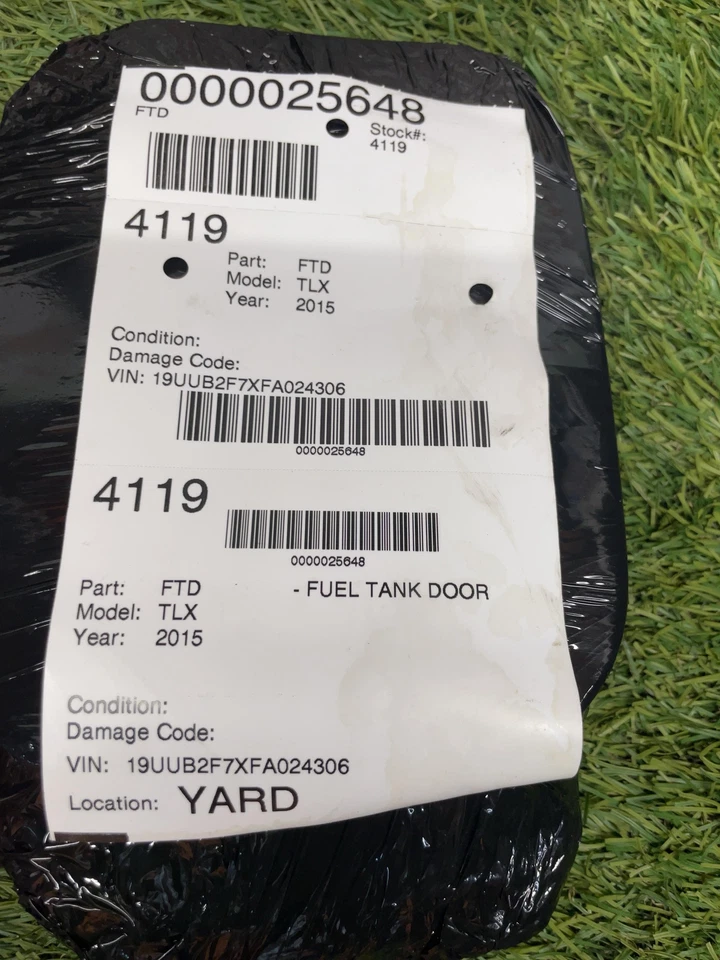 0000025648
FTD
Stock#:
4119
4119
Part: FTD
Model: TLX
Year: 2015
Condition:
Damage Code:
VIN: 19UUB2F7XFA024306
0000025648
4119
0000025648
Part: FTD - FUEL TANK DOOR
Model: TLX
Year: 2015
Condition:
Damage Code:
VIN: 19UUB2F7XFA024306
Location: YARD